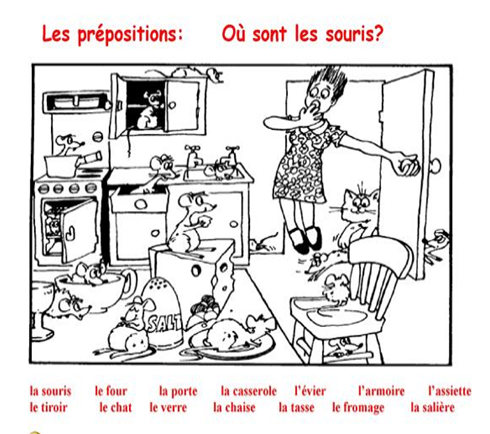 Les prépositions: Où sont les souris?
SALT
la souris le four la porte la casserole l'évier l'armoire l'assiette
le tiroir le chat le verre la chaise la tasse le fromage la salière